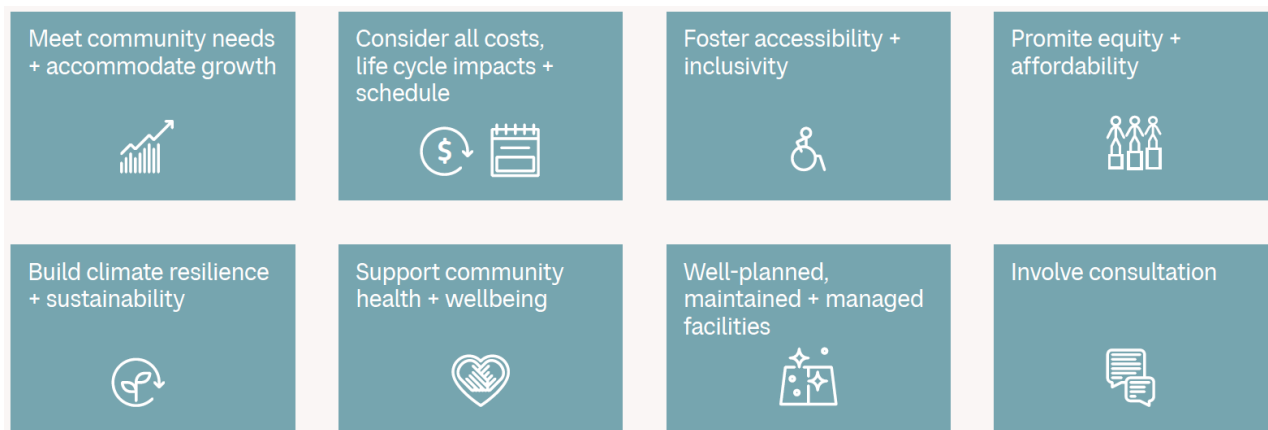 Meet community needs
+ accommodate growth
Consider all costs,
life cycle impacts +
schedule
$
Foster accessibility +
inclusivity
Promite equity +
affordability
Build climate resilience
+ sustainability
Support community
health + wellbeing
Well-planned,
maintained + managed
facilities
Involve consultation